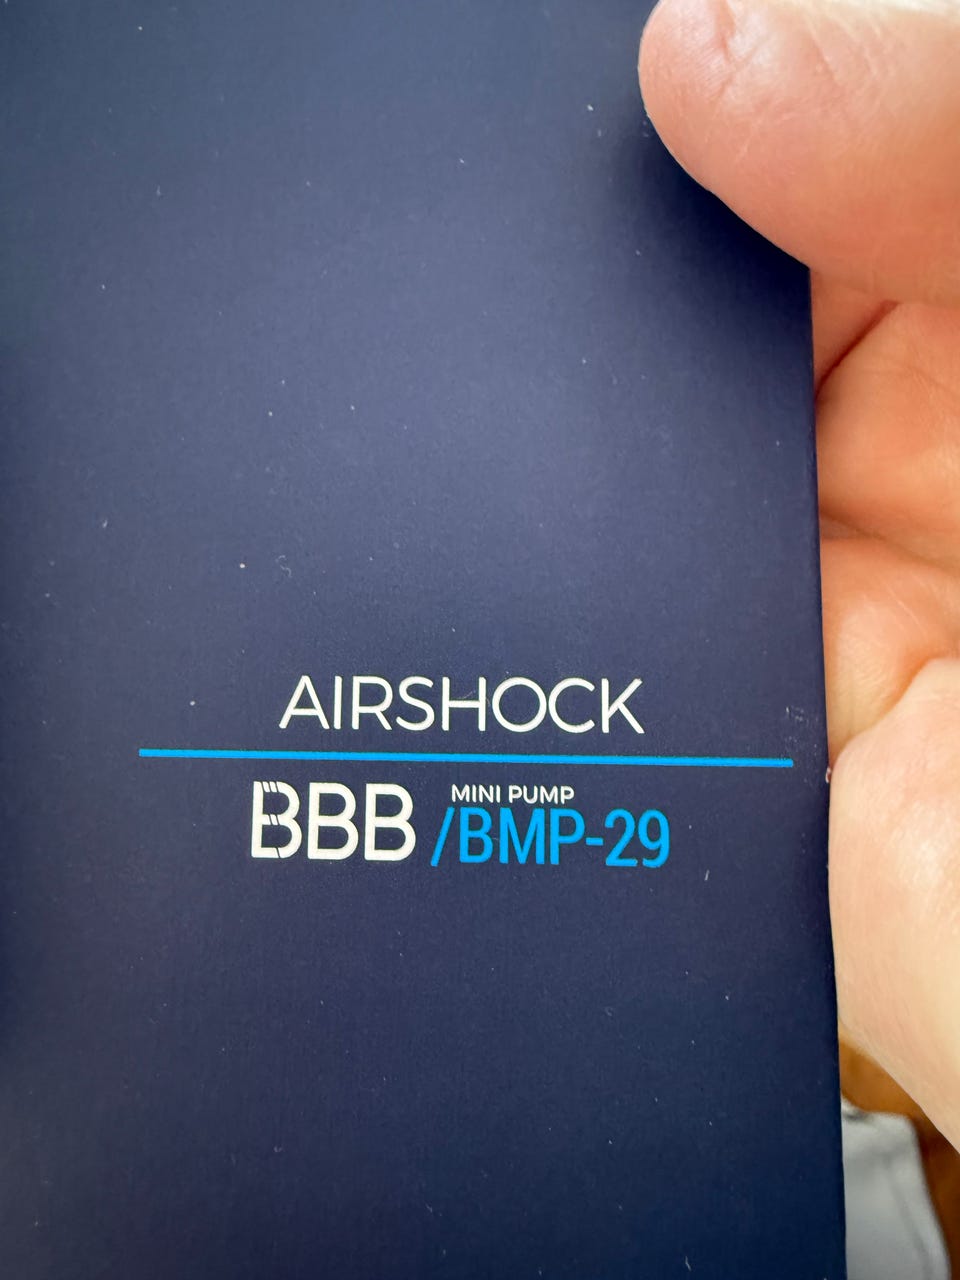 AIRSHOCK
BBB MINI PUMP
/BMP-29